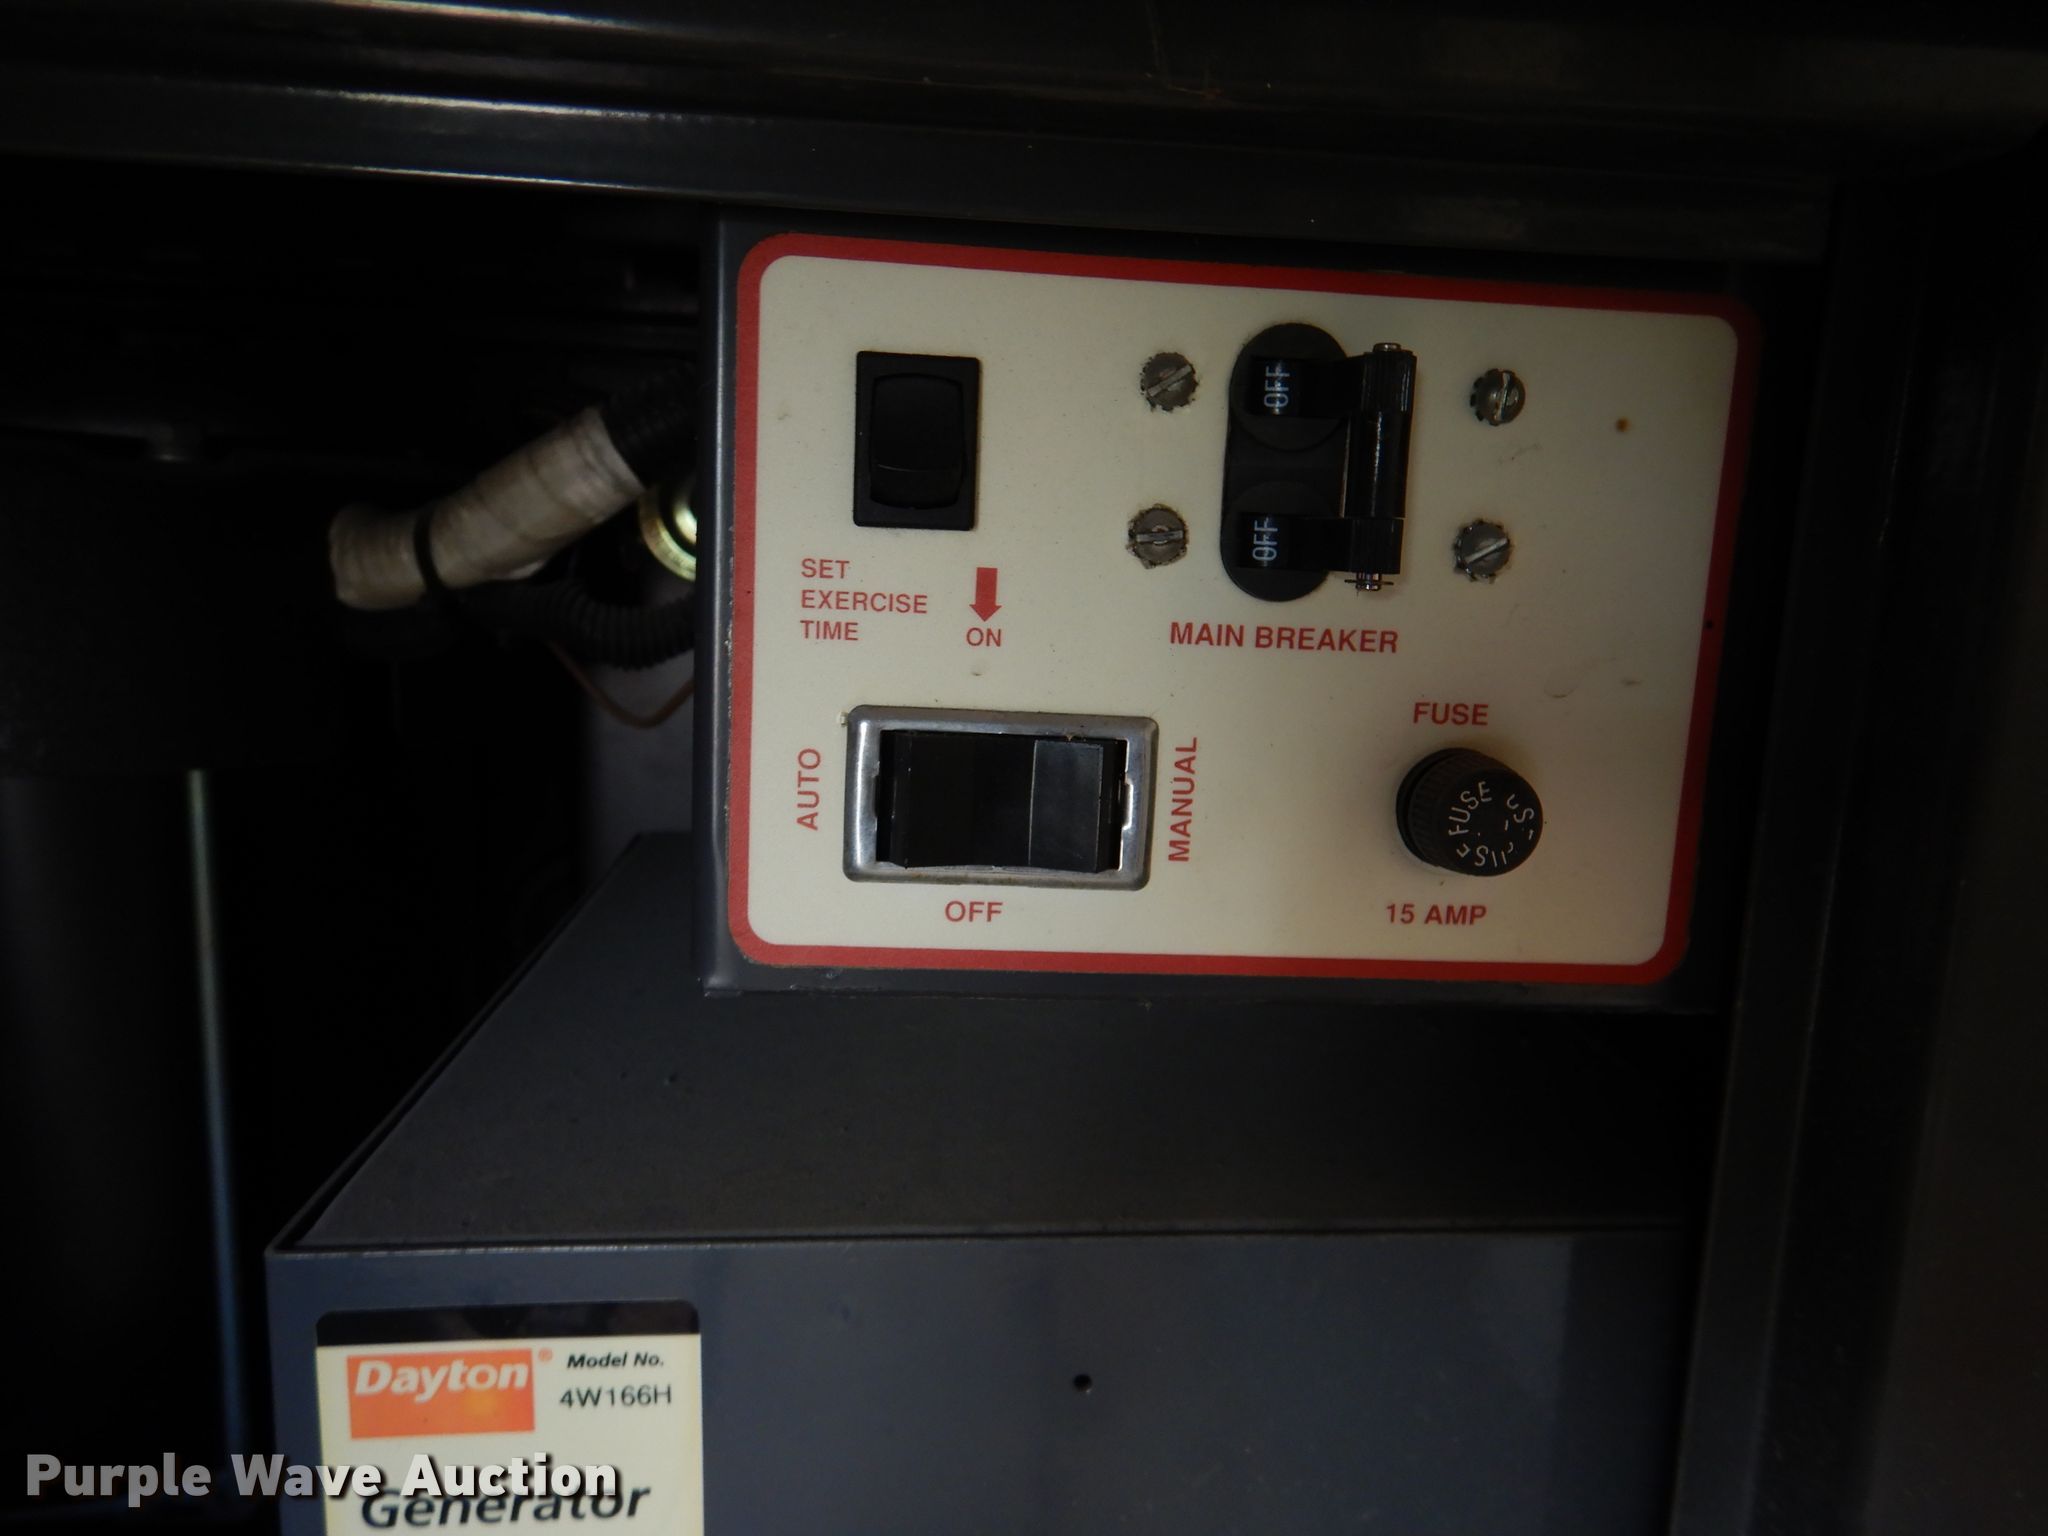 OFF
OFF
SET
EXERCISE
TIME
ON
MAIN BREAKER
AUTO
MANUAL
OFF
FUSE
FUSE
15 AMP
Dayton®
Model No.
4W166H
Generator
Purple Wave Auction